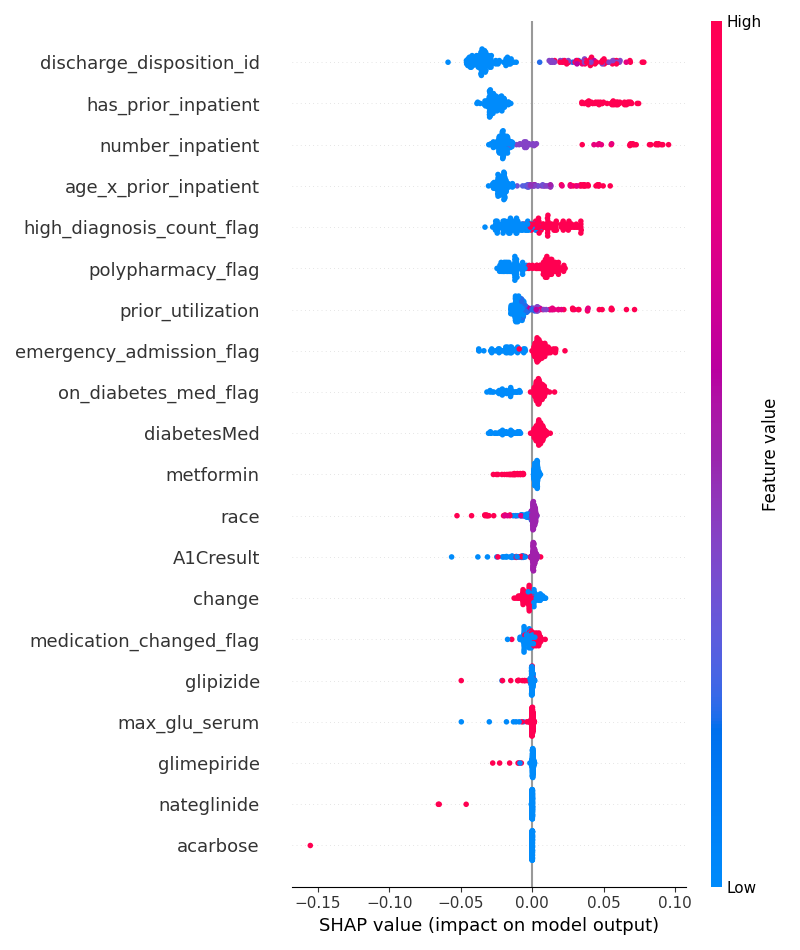 High
discharge_disposition_id
has_prior_inpatient
number_inpatient
age_x_prior_inpatient
high_diagnosis_count_flag
polypharmacy_flag
prior_utilization
emergency_admission_flag
on_diabetes_med_flag
diabetesMed
metformin
race
A1Cresult
change
medication_changed_flag
glipizide
max_glu_serum
glimepiride
nateglinide
acarbose
Feature value
Low
−0.15 −0.10 −0.05 0.00 0.05 0.10
SHAP value (impact on model output)